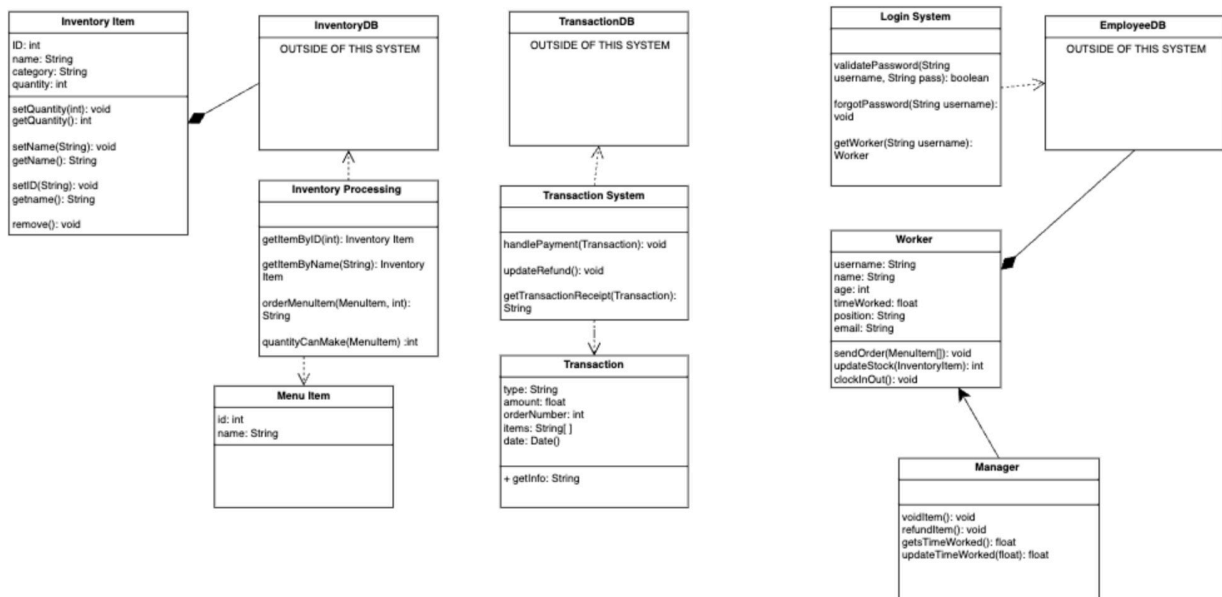 Inventory Item
ID: int
name: String
category: String
quantity: int
setQuantity(int): void
getQuantity(): int
setName(String): void
getName(): String
setID(String): void
getname(): String
remove(): void
InventoryDB
OUTSIDE OF THIS SYSTEM
Inventory Processing
getItemByID(int): Inventory Item
getItemByName(String): Inventory
Item
orderMenuItem(MenuItem, int):
String
quantityCanMake(MenuItem) :int
Menu Item
id: int
name: String
TransactionDB
OUTSIDE OF THIS SYSTEM
Transaction System
handlePayment(Transaction): void
updateRefund(): void
getTransactionReceipt(Transaction):
String
Transaction
type: String
amount: float
orderNumber: int
items: String[ ]
date: Date()
+ getInfo: String
Login System
validatePassword(String
username, String pass): boolean
forgotPassword(String username):
void
getWorker(String username):
Worker
EmployeeDB
OUTSIDE OF THIS SYSTEM
Worker
username: String
name: String
age: int
timeWorked: float
position: String
email: String
sendOrder(MenuItem[]): void
updateStock(InventoryItem): int
clockInOut(): void
Manager
voidItem(): void
refundItem(): void
getsTimeWorked(): float
updateTimeWorked(float): float